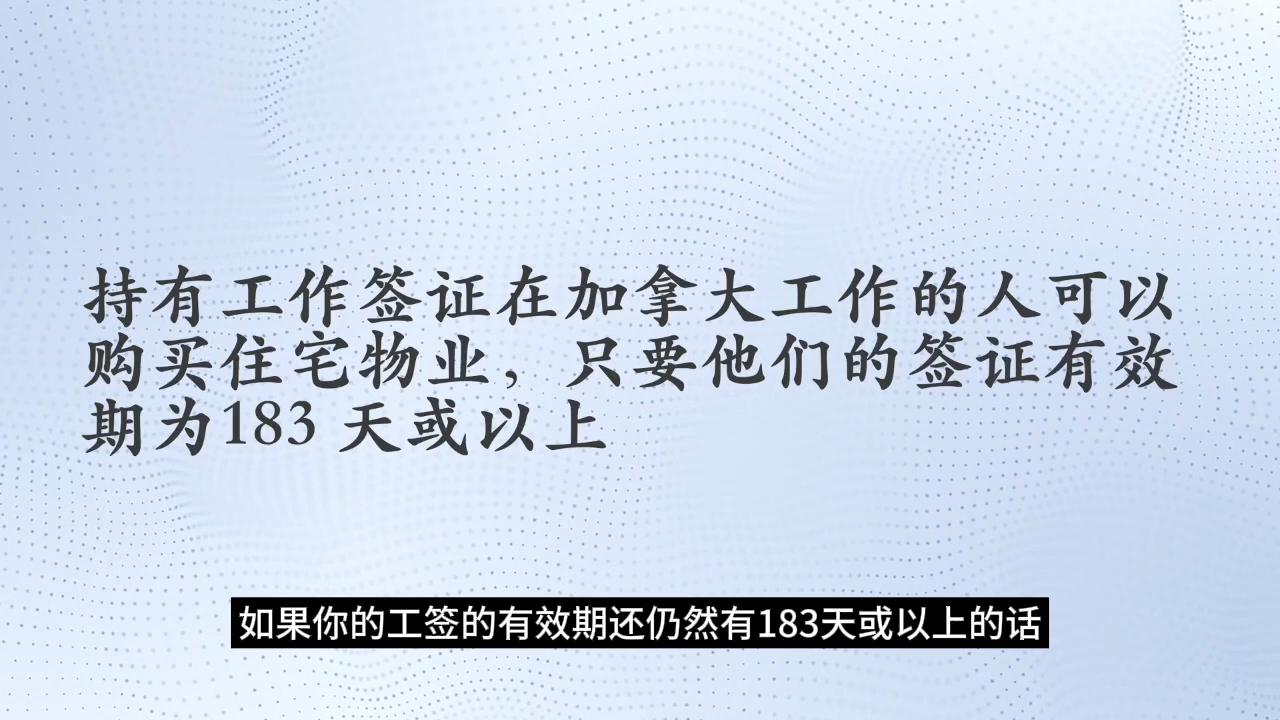 持有工作签证在加拿大工作的人可以
购买住宅物业，只要他们的签证有效
期为183 天或以上
如果你的工签的有效期还仍然有183天或以上的话